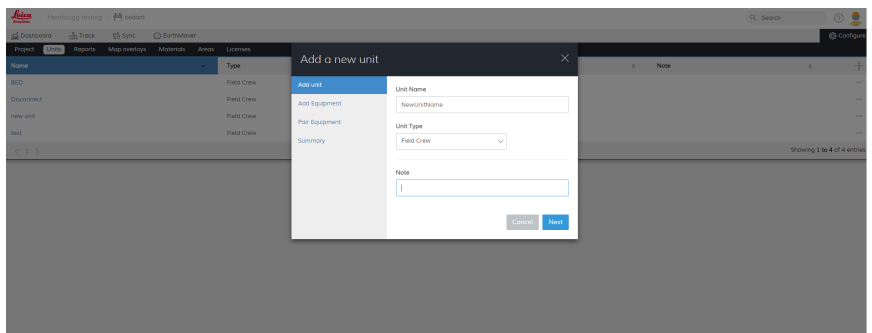 Leica
Heerbrugg testing bastant
Search
Dashboard Track Sync EarthMover
Configure
Project Units Reports Map overlays Materials Areas Licenses
Name Type Note
BED Field Crew
Disconnect Field Crew
new unit Field Crew
test Field Crew
Showing 1 to 4 of 4 entries
Add a new unit
Add unit
Add Equipment
Pair Equipment
Summary
Unit Name
NewUnitName
Unit Type
Field Crew
Note
Cancel Next